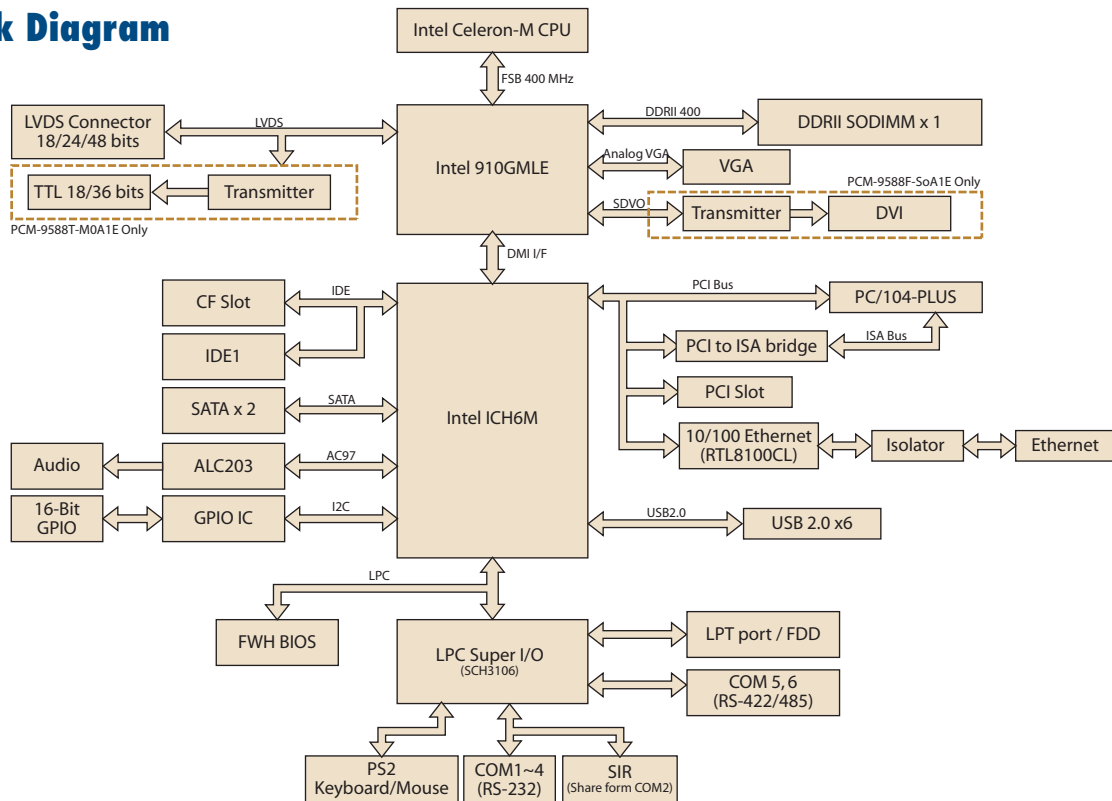 k Diagram
Intel Celeron-M CPU
FSB 400 MHz
LVDS Connector
18/24/48 bits
LVDS
Intel 910GMLE
DDRII 400
DDRII SODIMM x 1
Analog VGA
VGA
TTL 18/36 bits
Transmitter
PCM-9588T-M0A1E Only
PCM-9588F-SoA1E Only
SDVO
Transmitter
DVI
DMI I/F
CF Slot
IDE
IDE1
SATA x 2
SATA
Intel ICH6M
PCI Bus
PC/104-PLUS
PCI to ISA bridge
ISA Bus
PCI Slot
10/100 Ethernet
(RTL8100CL)
Isolator
Ethernet
Audio
ALC203
AC97
16-Bit
GPIO
GPIO IC
I2C
USB2.0
USB 2.0 x6
LPC
FWH BIOS
LPC Super I/O
(SCH3106)
LPT port / FDD
COM 5, 6
(RS-422/485)
PS2
Keyboard/Mouse
COM1~4
(RS-232)
SIR
(Share form COM2)